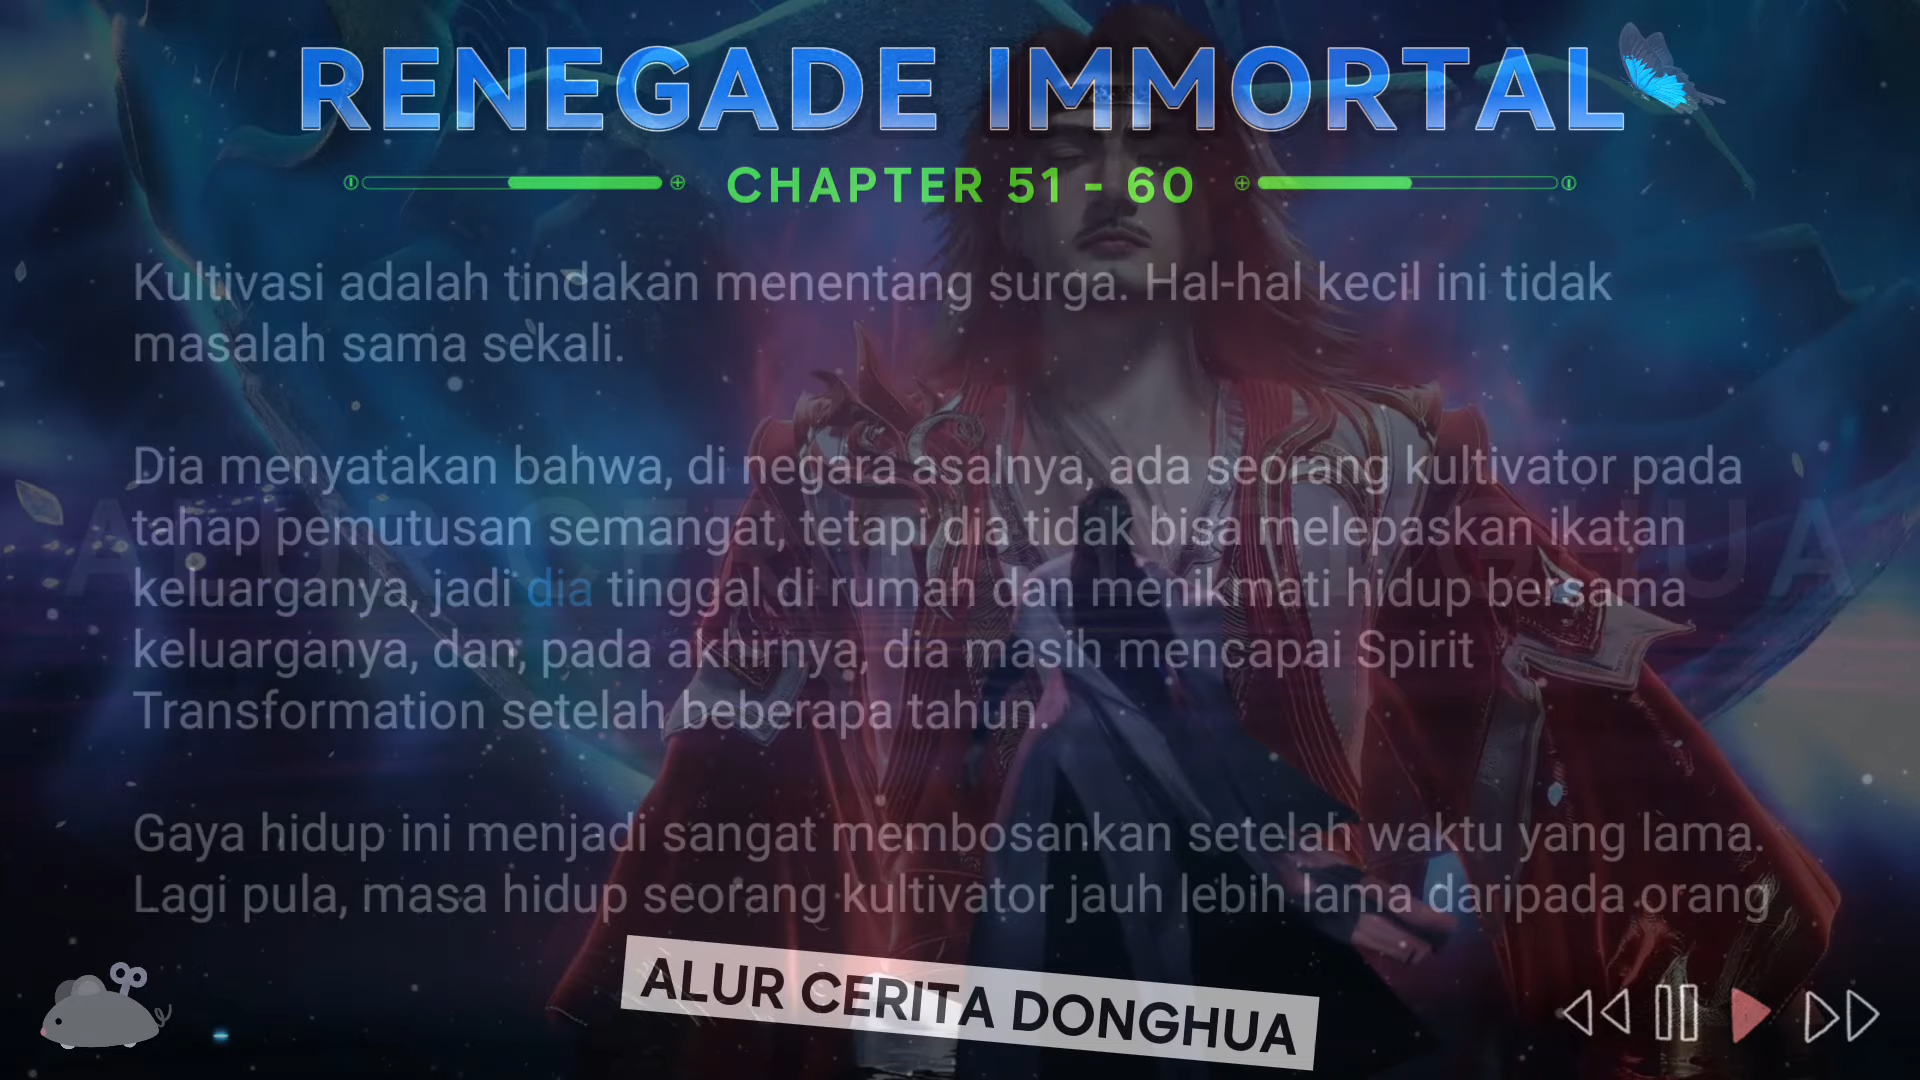 RENEGADE IMMORTAL
CHAPTER 51 - 60
Kultivasi adalah tindakan menentang surga. Hal-hal kecil ini tidak
masalah sama sekali.
Dia menyatakan bahwa, di negara asalnya, ada seorang kultivator pada
tahap pemutusan semangat, tetapi dia tidak bisa melepaskan ikatan
keluarganya, jadi dia tinggal di rumah dan menikmati hidup bersama
keluarganya, dan, pada akhirnya, dia masih mencapai Spirit
Transformation setelah beberapa tahun.
Gaya hidup ini menjadi sangat membosankan setelah waktu yang lama.
Lagi pula, masa hidup seorang kultivator jauh lebih lama daripada orang
ALUR CERITA DONGHUA